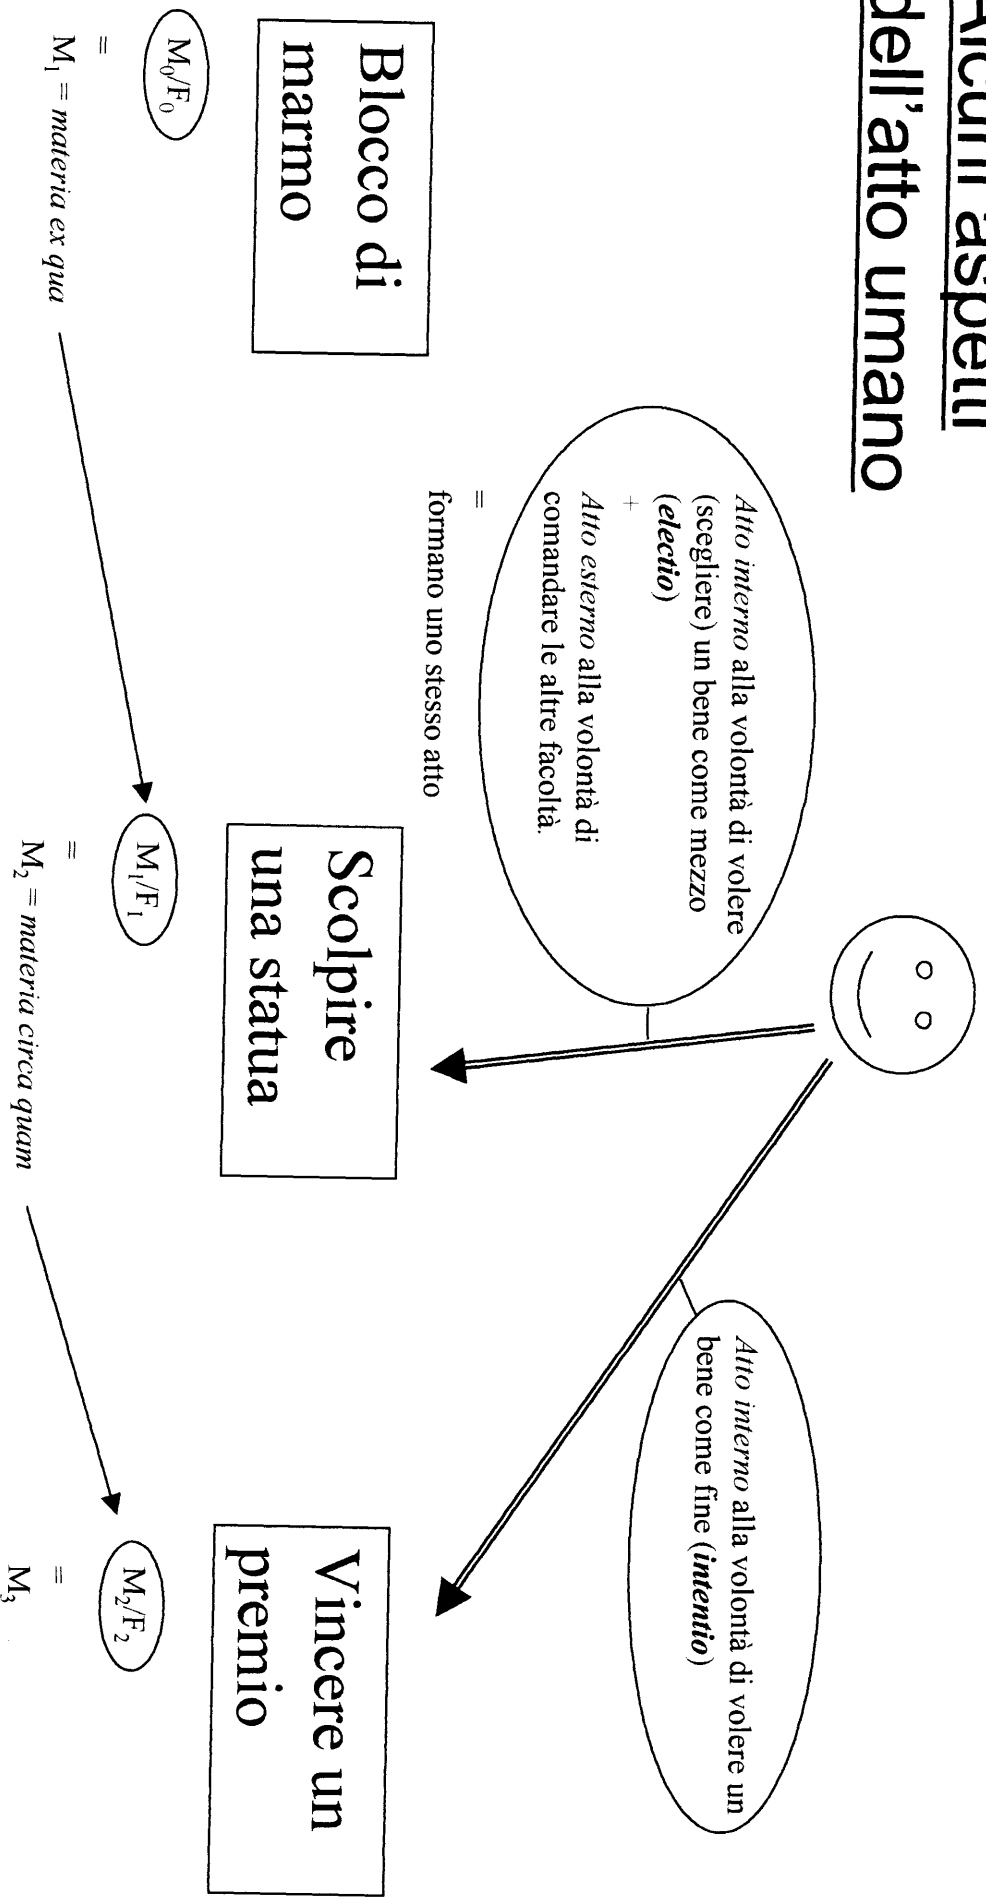 Alcuni aspetti
dell'atto umano
Atto interno alla volontà di volere
(scegliere) un bene come mezzo
(electio)
+
Atto esterno alla volontà di
comandare le altre facoltà.
=
formano uno stesso atto
Atto interno alla volontà di volere un
bene come fine (intentio)
Blocco di
marmo
Scolpire
una statua
Vincere un
premio
M₀/F₀
=
M₁ = materia ex qua
M₁/F₁
=
M₂ = materia circa quam
M₂/F₂
=
M₃